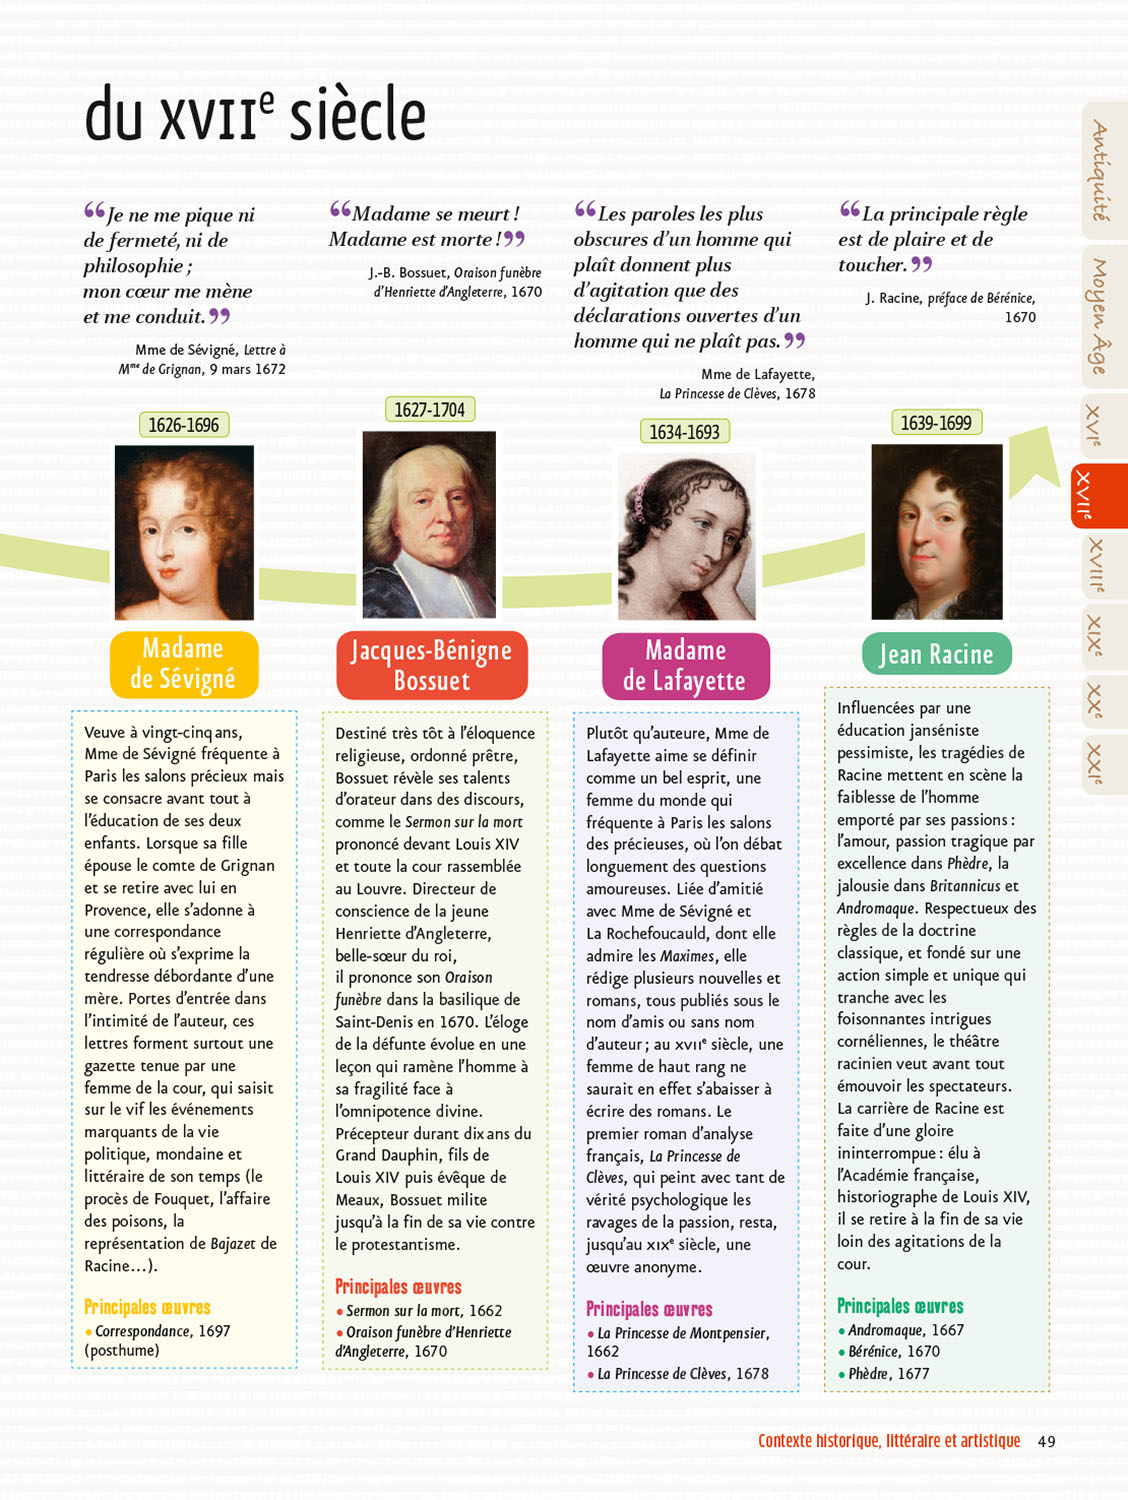 du XVIIe siècle
“Je ne me pique ni
de fermeté, ni de
philosophie ;
mon cœur me mène
et me conduit.”
Mme de Sévigné, Lettre à
Mme de Grignan, 9 mars 1672
“Madame se meurt !
Madame est morte !”
J.-B. Bossuet, Oraison funèbre
d’Henriette d’Angleterre, 1670
“Les paroles les plus
obscures d’un homme qui
plaît donnent plus
d’agitation que des
déclarations ouvertes d’un
homme qui ne plaît pas.”
Mme de Lafayette,
La Princesse de Clèves, 1678
“La principale règle
est de plaire et de
toucher.”
J. Racine, préface de Bérénice,
1670
1626-1696
Madame
de Sévigné
Veuve à vingt-cinq ans,
Mme de Sévigné fréquente à
Paris les salons précieux mais
se consacre avant tout à
l’éducation de ses deux
enfants. Lorsque sa fille
épouse le comte de Grignan
et se retire avec lui en
Provence, elle s’adonne à
une correspondance
régulière où s’exprime la
tendresse débordante d’une
mère. Portes d’entrée dans
l’intimité de l’auteur, ces
lettres forment surtout une
gazette tenue par une
femme de la cour, qui saisit
sur le vif les événements
marquants de la vie
politique, mondaine et
littéraire de son temps (le
procès de Fouquet, l’affaire
des poisons, la
représentation de Bajazet de
Racine…).
Principales œuvres
• Correspondance, 1697
(posthume)
1627-1704
Jacques-Bénigne
Bossuet
Destiné très tôt à l’éloquence
religieuse, ordonné prêtre,
Bossuet révèle ses talents
d’orateur dans des discours,
comme le Sermon sur la mort
prononcé devant Louis XIV
et toute la cour rassemblée
au Louvre. Directeur de
conscience de la jeune
Henriette d’Angleterre,
belle-sœur du roi,
il prononce son Oraison
funèbre dans la basilique de
Saint-Denis en 1670. L’éloge
de la défunte évolue en une
leçon qui ramène l’homme à
sa fragilité face à
l’omnipotence divine.
Précepteur durant dix ans du
Grand Dauphin, fils de
Louis XIV puis évêque de
Meaux, Bossuet milite
jusqu’à la fin de sa vie contre
le protestantisme.
Principales œuvres
• Sermon sur la mort, 1662
• Oraison funèbre d’Henriette
d’Angleterre, 1670
1634-1693
Madame
de Lafayette
Plutôt qu’auteure, Mme de
Lafayette aime se définir
comme un bel esprit, une
femme du monde qui
fréquente à Paris les salons
des précieuses, où l’on débat
longuement des questions
amoureuses. Liée d’amitié
avec Mme de Sévigné et
La Rochefoucauld, dont elle
admire les Maximes, elle
rédige plusieurs nouvelles et
romans, tous publiés sous le
nom d’amis ou sans nom
d’auteur ; au XVIIe siècle, une
femme de haut rang ne
saurait en effet s’abaisser à
écrire des romans. Le
premier roman d’analyse
français, La Princesse de
Clèves, qui peint avec tant de
vérité psychologique les
ravages de la passion, resta,
jusqu’au XIXe siècle, une
œuvre anonyme.
Principales œuvres
• La Princesse de Montpensier,
1662
• La Princesse de Clèves, 1678
1639-1699
Jean Racine
Influencées par une
éducation janséniste
pessimiste, les tragédies de
Racine mettent en scène la
faiblesse de l’homme
emporté par ses passions :
l’amour, passion tragique par
excellence dans Phèdre, la
jalousie dans Britannicus et
Andromaque. Respectueux des
règles de la doctrine
classique, et fondé sur une
action simple et unique qui
tranche avec les
foisonnantes intrigues
cornéliennes, le théâtre
racinien veut avant tout
émouvoir les spectateurs.
La carrière de Racine est
faite d’une gloire
ininterrompue : élu à
l’Académie française,
historiographe de Louis XIV,
il se retire à la fin de sa vie
loin des agitations de la
cour.
Principales œuvres
• Andromaque, 1667
• Bérénice, 1670
• Phèdre, 1677
Antiquité
Moyen Âge
XVIe
XVIIe
XVIIIe
XIXe
XXe
XXIe
Contexte historique, littéraire et artistique 49